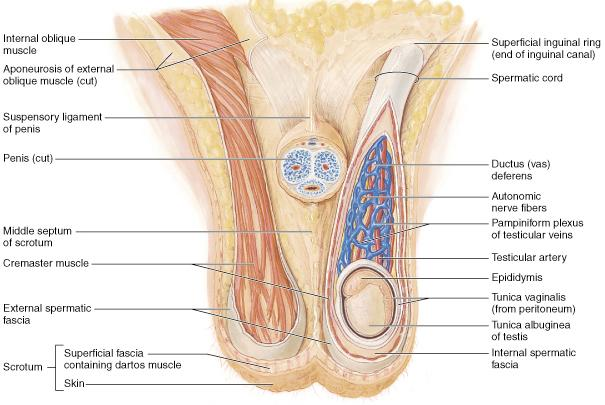 Internal oblique
muscle
Aponeurosis of external
oblique muscle (cut)
Suspensory ligament
of penis
Penis (cut)
Middle septum
of scrotum
Cremaster muscle
External spermatic
fascia
Scrotum
Superficial fascia
containing dartos muscle
Skin
Superficial inguinal ring
(end of inguinal canal)
Spermatic cord
Ductus (vas)
deferens
Autonomic
nerve fibers
Pampiniform plexus
of testicular veins
Testicular artery
Epididymis
Tunica vaginalis
(from peritoneum)
Tunica albuginea
of testis
Internal spermatic
fascia